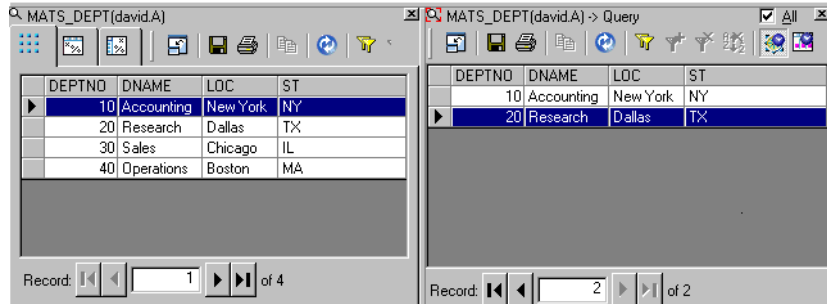 MATS_DEPT(david.A)
DEPTNO DNAME LOC ST
10 Accounting New York NY
20 Research Dallas TX
30 Sales Chicago IL
40 Operations Boston MA
Record: 1 of 4
MATS_DEPT(david.A) -> Query All
DEPTNO DNAME LOC ST
10 Accounting New York NY
20 Research Dallas TX
Record: 2 of 2